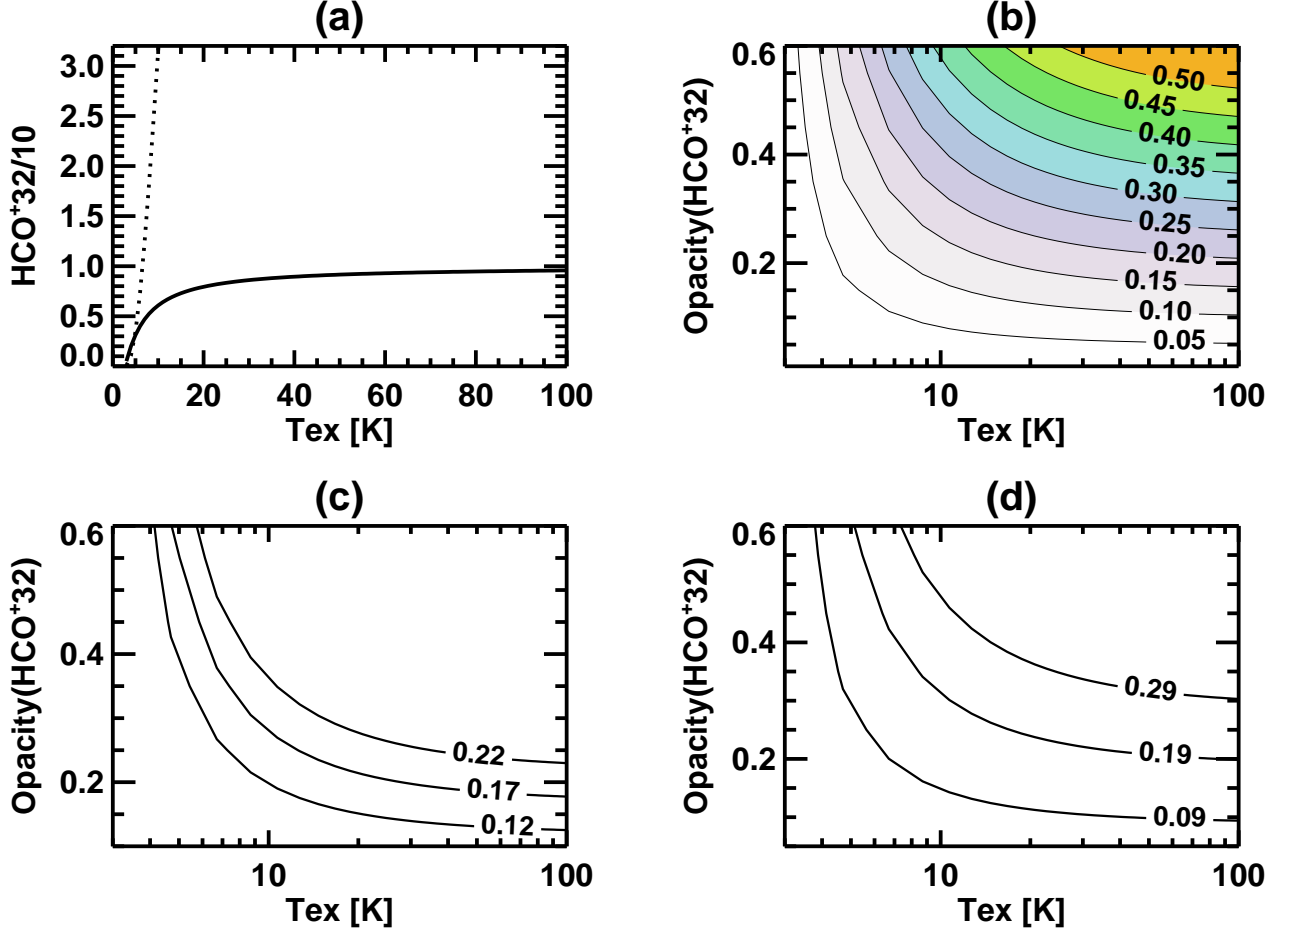 (a)
HCO⁺32/10
3.0
2.5
2.0
1.5
1.0
0.5
0.0
0 20 40 60 80 100
Tex [K]
(b)
Opacity(HCO⁺32)
0.6
0.4
0.2
0.50
0.45
0.40
0.35
0.30
0.25
0.20
0.15
0.10
0.05
10 100
Tex [K]
(c)
Opacity(HCO⁺32)
0.6
0.4
0.2
0.22
0.17
0.12
10 100
Tex [K]
(d)
Opacity(HCO⁺32)
0.6
0.4
0.2
0.29
0.19
0.09
10 100
Tex [K]